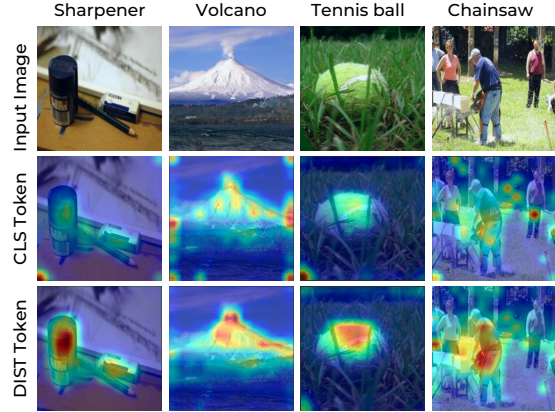 Sharpener Volcano Tennis ball Chainsaw
Input Image
CLS Token
DIST Token